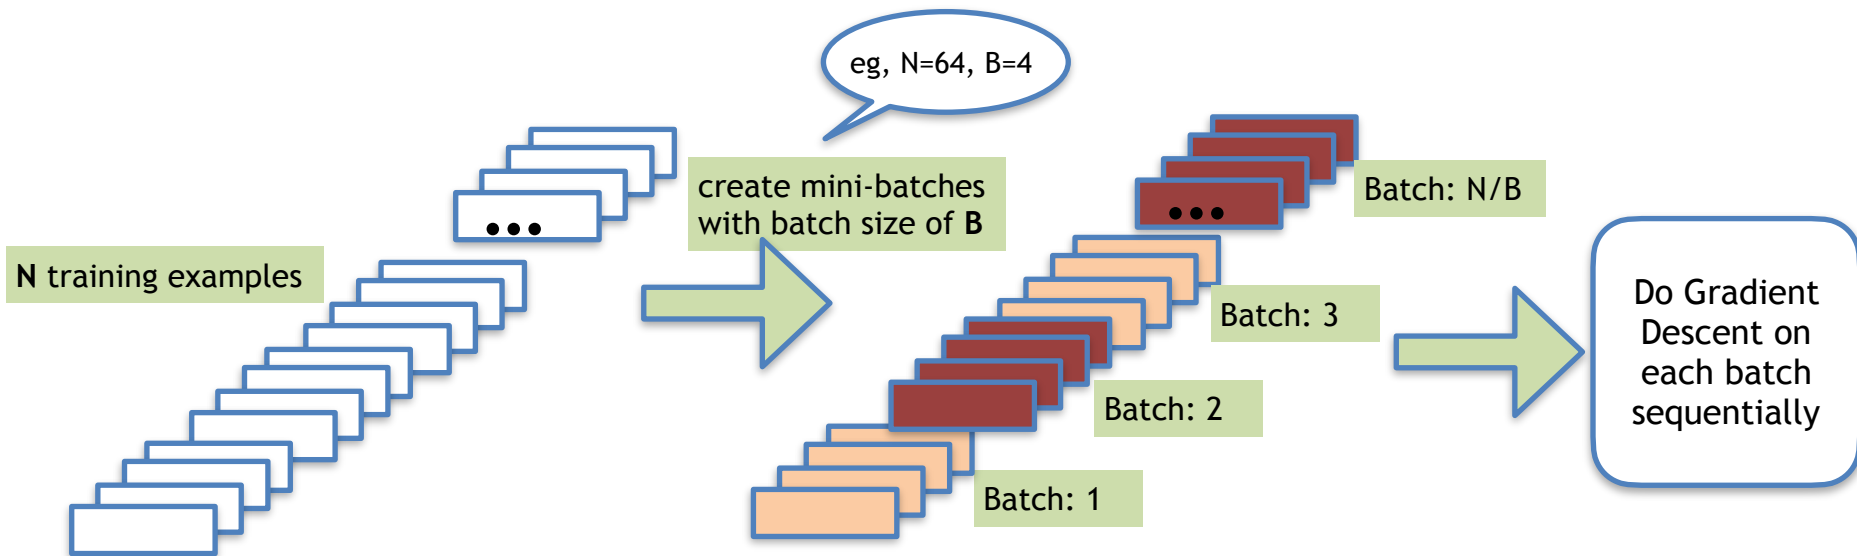 eg, N=64, B=4
N training examples
create mini-batches
with batch size of B
Batch: N/B
Batch: 3
Batch: 2
Batch: 1
Do Gradient
Descent on
each batch
sequentially